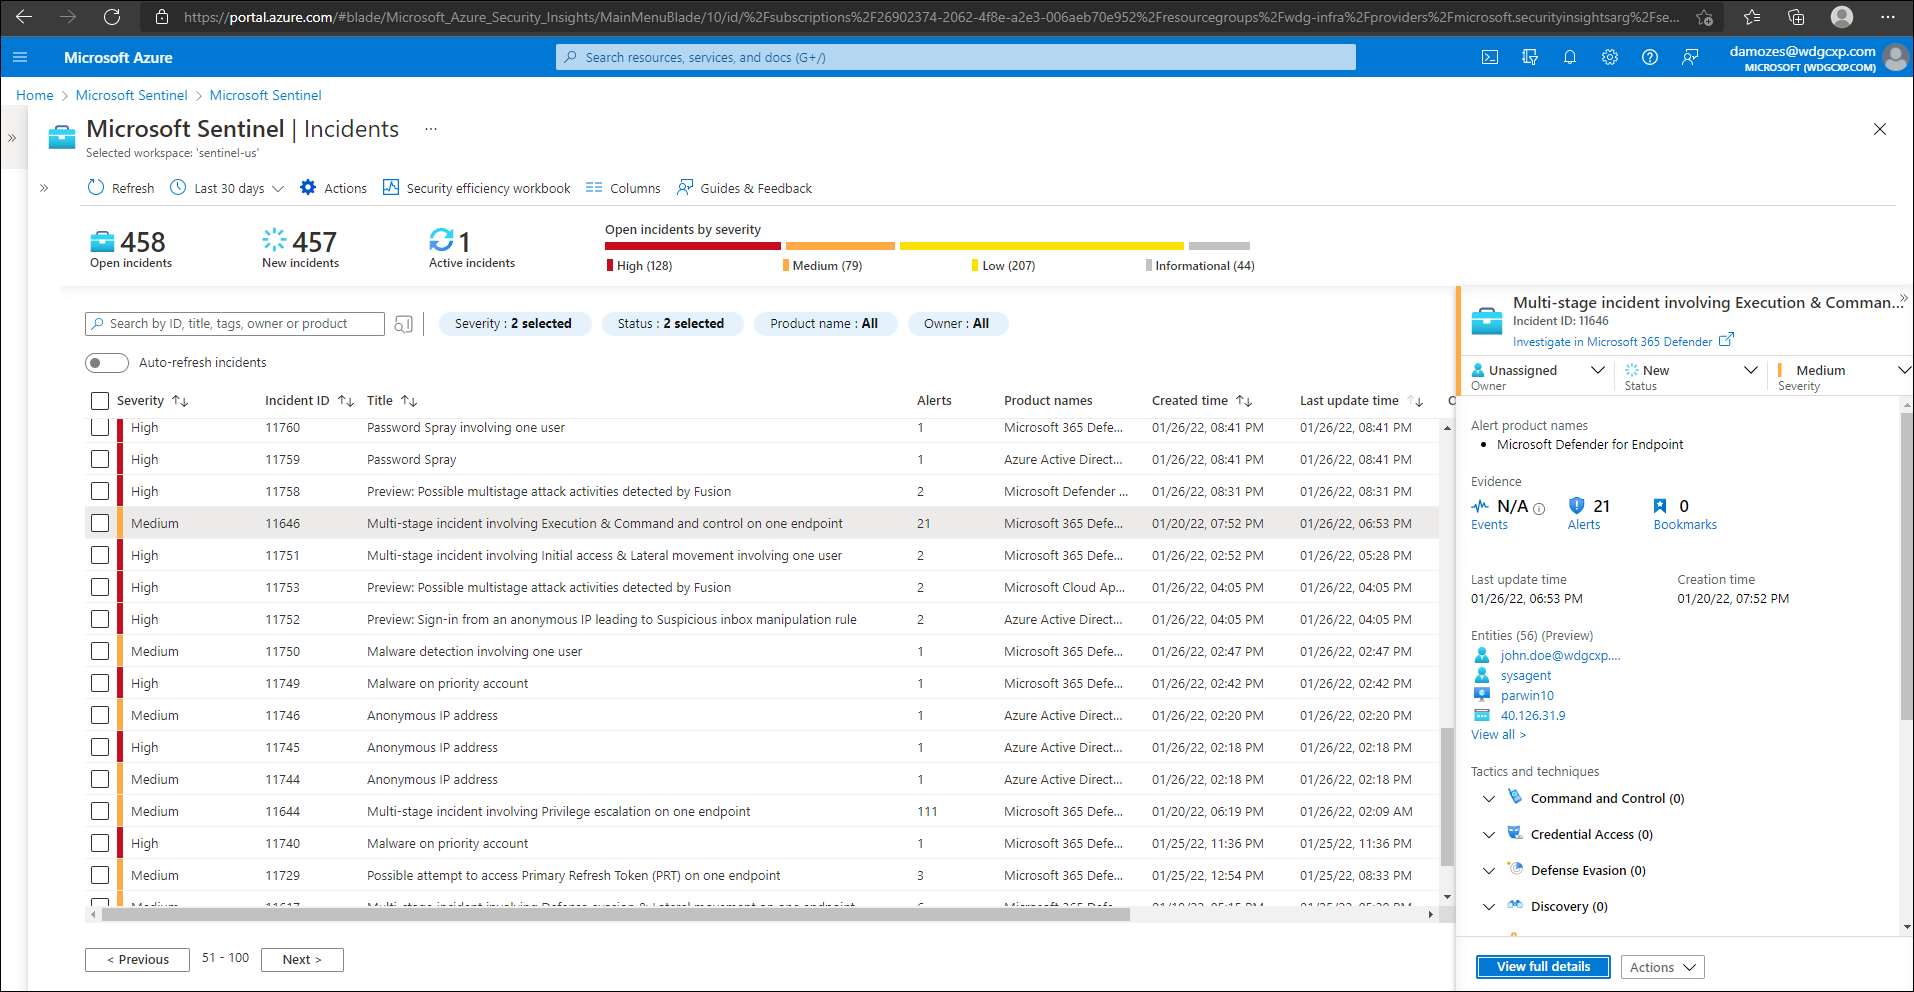 https://portal.azure.com/#blade/Microsoft_Azure_Security_Insights/MainMenuBlade/10/id/%2Fsubscriptions%2F26902374-2062-4f8e-a2e3-006aeb70e952%2Fresourcegroups%2Fwdg-infra%2Fproviders%2Fmicrosoft.securityinsightsarg%2Fse...
Microsoft Azure
Search resources, services, and docs (G+/)
damozes@wdgcxp.com
MICROSOFT (WDGCXP.COM)
Home > Microsoft Sentinel > Microsoft Sentinel
Microsoft Sentinel | Incidents ...
Selected workspace: 'sentinel-us'
Refresh Last 30 days Actions Security efficiency workbook Columns Guides & Feedback
458 Open incidents
457 New incidents
1 Active incidents
Open incidents by severity
High (128) Medium (79) Low (207) Informational (44)
Search by ID, title, tags, owner or product
Severity : 2 selected Status : 2 selected Product name : All Owner : All
Auto-refresh incidents
Severity Incident ID Title Alerts Product names Created time Last update time
High 11760 Password Spray involving one user 1 Microsoft 365 Defe... 01/26/22, 08:41 PM 01/26/22, 08:41 PM
High 11759 Password Spray 1 Azure Active Direct... 01/26/22, 08:41 PM 01/26/22, 08:41 PM
High 11758 Preview: Possible multistage attack activities detected by Fusion 2 Microsoft Defender ... 01/26/22, 08:31 PM 01/26/22, 08:31 PM
Medium 11646 Multi-stage incident involving Execution & Command and control on one endpoint 21 Microsoft 365 Defe... 01/20/22, 07:52 PM 01/26/22, 06:53 PM
High 11751 Multi-stage incident involving Initial access & Lateral movement involving one user 2 Microsoft 365 Defe... 01/26/22, 02:52 PM 01/26/22, 05:28 PM
High 11753 Preview: Possible multistage attack activities detected by Fusion 2 Microsoft Cloud Ap... 01/26/22, 04:05 PM 01/26/22, 04:05 PM
High 11752 Preview: Sign-in from an anonymous IP leading to Suspicious inbox manipulation rule 2 Azure Active Direct... 01/26/22, 04:05 PM 01/26/22, 04:05 PM
Medium 11750 Malware detection involving one user 1 Microsoft 365 Defe... 01/26/22, 02:47 PM 01/26/22, 02:47 PM
High 11749 Malware on priority account 1 Microsoft 365 Defe... 01/26/22, 02:42 PM 01/26/22, 02:42 PM
Medium 11746 Anonymous IP address 1 Azure Active Direct... 01/26/22, 02:20 PM 01/26/22, 02:20 PM
High 11745 Anonymous IP address 1 Azure Active Direct... 01/26/22, 02:18 PM 01/26/22, 02:18 PM
Medium 11744 Anonymous IP address 1 Azure Active Direct... 01/26/22, 02:18 PM 01/26/22, 02:18 PM
Medium 11644 Multi-stage incident involving Privilege escalation on one endpoint 111 Microsoft 365 Defe... 01/20/22, 06:19 PM 01/26/22, 02:09 AM
High 11740 Malware on priority account 1 Microsoft 365 Defe... 01/25/22, 11:36 PM 01/25/22, 11:36 PM
Medium 11729 Possible attempt to access Primary Refresh Token (PRT) on one endpoint 3 Microsoft 365 Defe... 01/25/22, 12:54 PM 01/25/22, 08:33 PM
< Previous 51 - 100 Next >
Multi-stage incident involving Execution & Comman...
Incident ID: 11646
Investigate in Microsoft 365 Defender
Unassigned New Medium
Owner Status Severity
Alert product names
• Microsoft Defender for Endpoint
Evidence
N/A 21 0
Events Alerts Bookmarks
Last update time Creation time
01/26/22, 06:53 PM 01/20/22, 07:52 PM
Entities (56) (Preview)
john.doe@wdgcxp....
sysagent
parwin10
40.126.31.9
View all >
Tactics and techniques
Command and Control (0)
Credential Access (0)
Defense Evasion (0)
Discovery (0)
View full details Actions